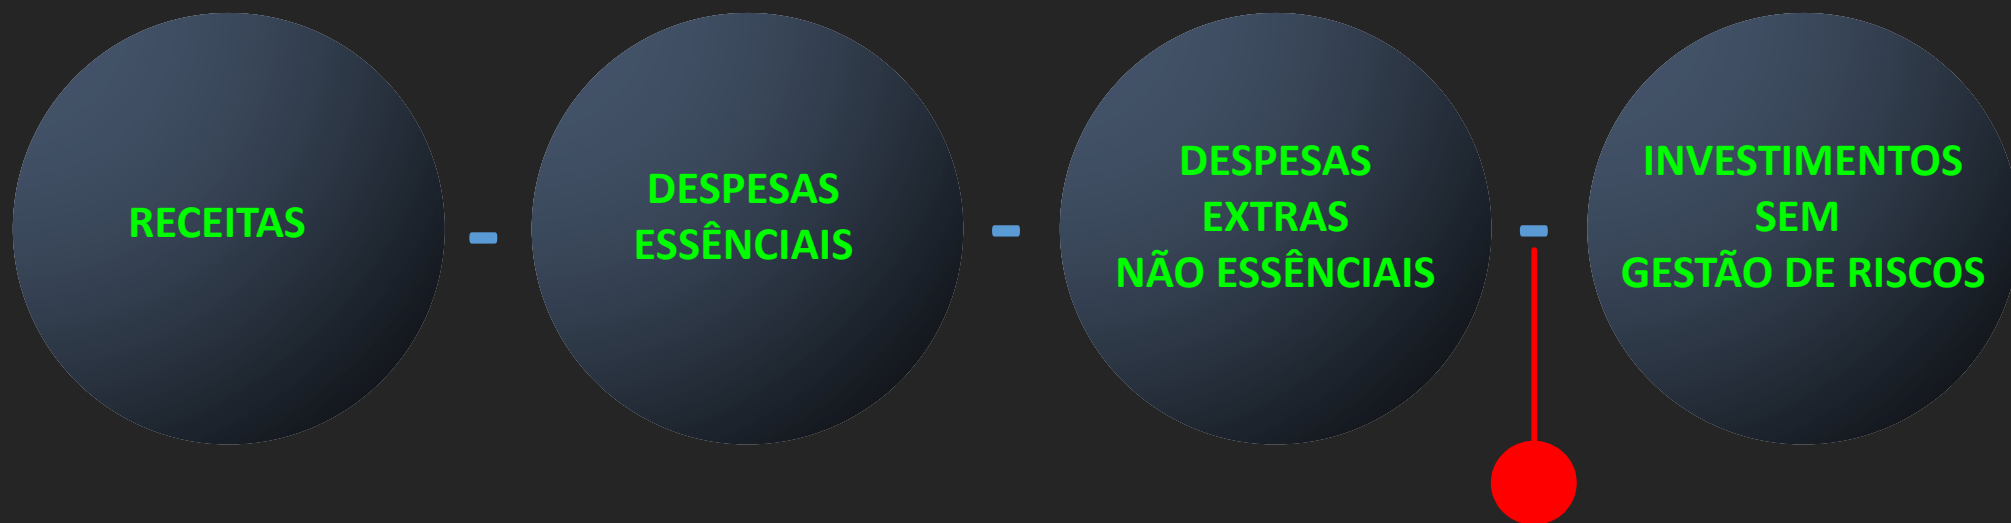 RECEITAS
-
DESPESAS
ESSÊNCIAIS
-
DESPESAS
EXTRAS
NÃO ESSÊNCIAIS
-
INVESTIMENTOS
SEM
GESTÃO DE RISCOS